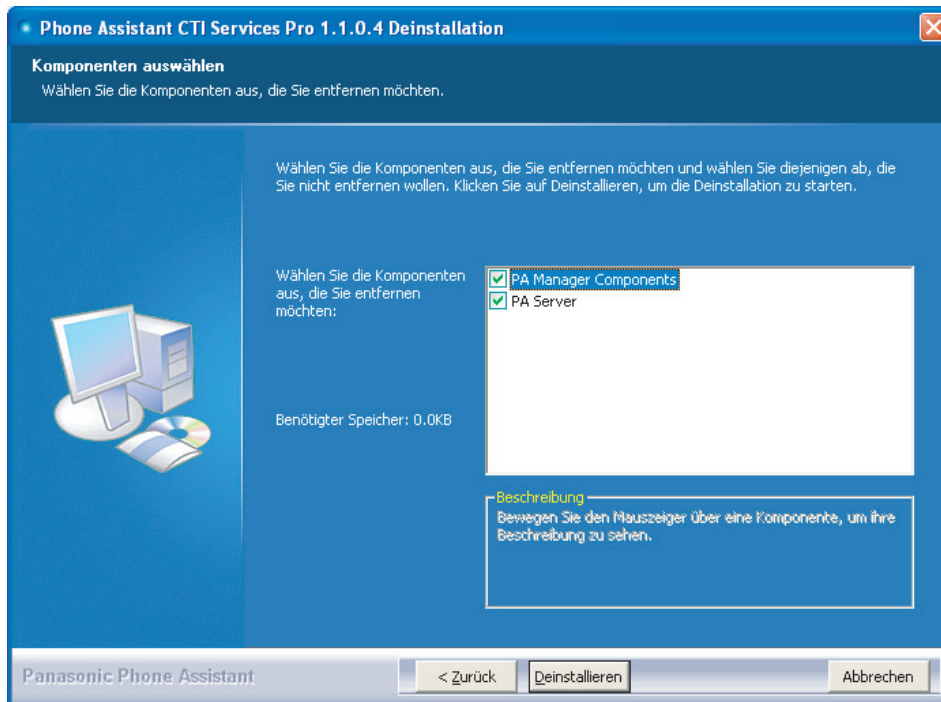 Phone Assistant CTI Services Pro 1.1.0.4 Deinstallation
Komponenten auswählen
Wählen Sie die Komponenten aus, die Sie entfernen möchten.
Wählen Sie die Komponenten aus, die Sie entfernen möchten und wählen Sie diejenigen ab, die
Sie nicht entfernen wollen. Klicken Sie auf Deinstallieren, um die Deinstallation zu starten.
Wählen Sie die Komponenten
aus, die Sie entfernen
möchten:
PA Manager Components
PA Server
Benötigter Speicher: 0.0KB
Beschreibung
Bewegen Sie den Mauszeiger über eine Komponente, um ihre
Beschreibung zu sehen.
Panasonic Phone Assistant
< Zurück
Deinstallieren
Abbrechen